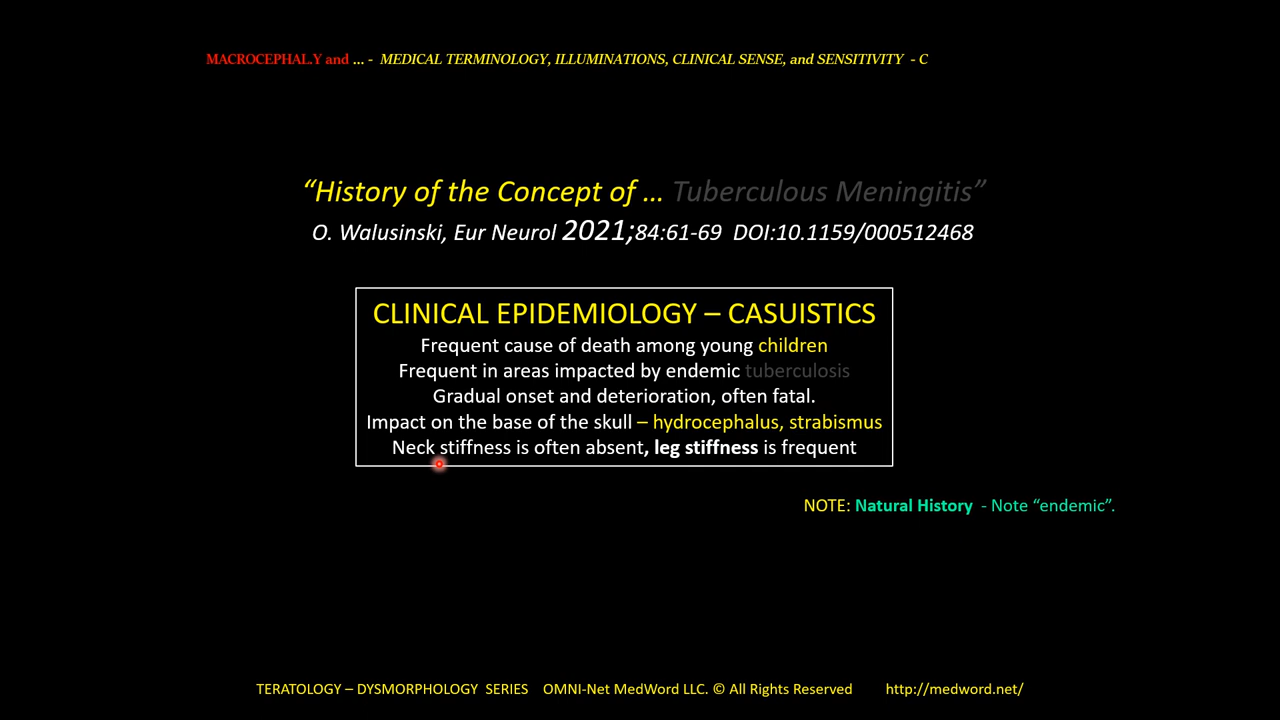 MACROCEPHAL.Y and ... - MEDICAL TERMINOLOGY, ILLUMINATIONS, CLINICAL SENSE, and SENSITIVITY - C
“History of the Concept of ... Tuberculous Meningitis”
O. Walusinski, Eur Neurol 2021;84:61-69 DOI:10.1159/000512468
CLINICAL EPIDEMIOLOGY – CASUISTICS
Frequent cause of death among young children
Frequent in areas impacted by endemic tuberculosis
Gradual onset and deterioration, often fatal.
Impact on the base of the skull – hydrocephalus, strabismus
Neck stiffness is often absent, leg stiffness is frequent
NOTE: Natural History - Note “endemic”.
TERATOLOGY – DYSMORPHOLOGY SERIES OMNI-Net MedWord LLC. © All Rights Reserved http://medword.net/